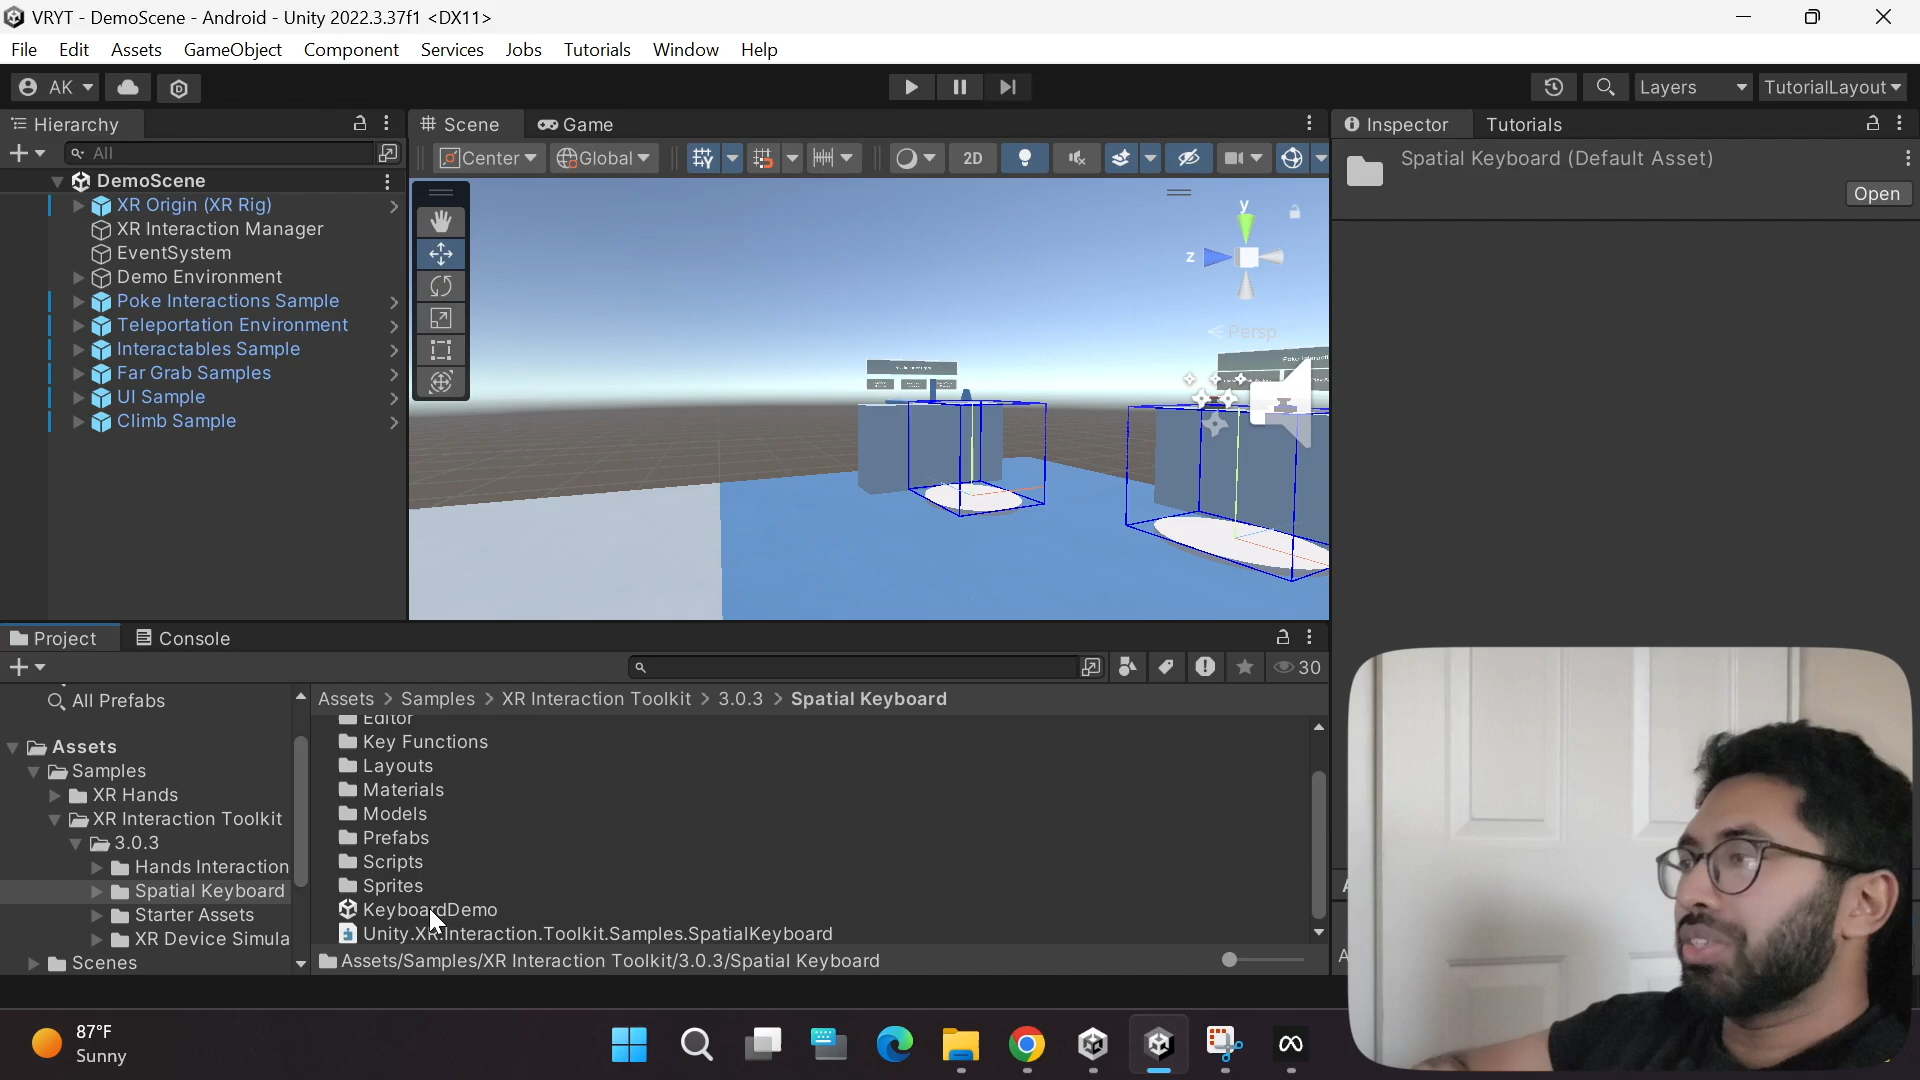 VRYT - DemoScene - Android - Unity 2022.3.37f1 <DX11>
File Edit Assets GameObject Component Services Jobs Tutorials Window Help
AK Layers TutorialLayout
Hierarchy Scene Game Inspector Tutorials
All Center Global 2D Spatial Keyboard (Default Asset)
Open
DemoScene
XR Origin (XR Rig)
XR Interaction Manager
EventSystem
Demo Environment
Poke Interactions Sample
Teleportation Environment
Interactables Sample
Far Grab Samples
UI Sample
Climb Sample
y
z
< Persp
Project Console
30
All Prefabs
Assets
Samples
XR Hands
XR Interaction Toolkit
3.0.3
Hands Interaction
Spatial Keyboard
Starter Assets
XR Device Simula
Scenes
Assets > Samples > XR Interaction Toolkit > 3.0.3 > Spatial Keyboard
Editor
Key Functions
Layouts
Materials
Models
Prefabs
Scripts
Sprites
KeyboardDemo
Unity.XR.Interaction.Toolkit.Samples.SpatialKeyboard
Assets/Samples/XR Interaction Toolkit/3.0.3/Spatial Keyboard
87°F
Sunny